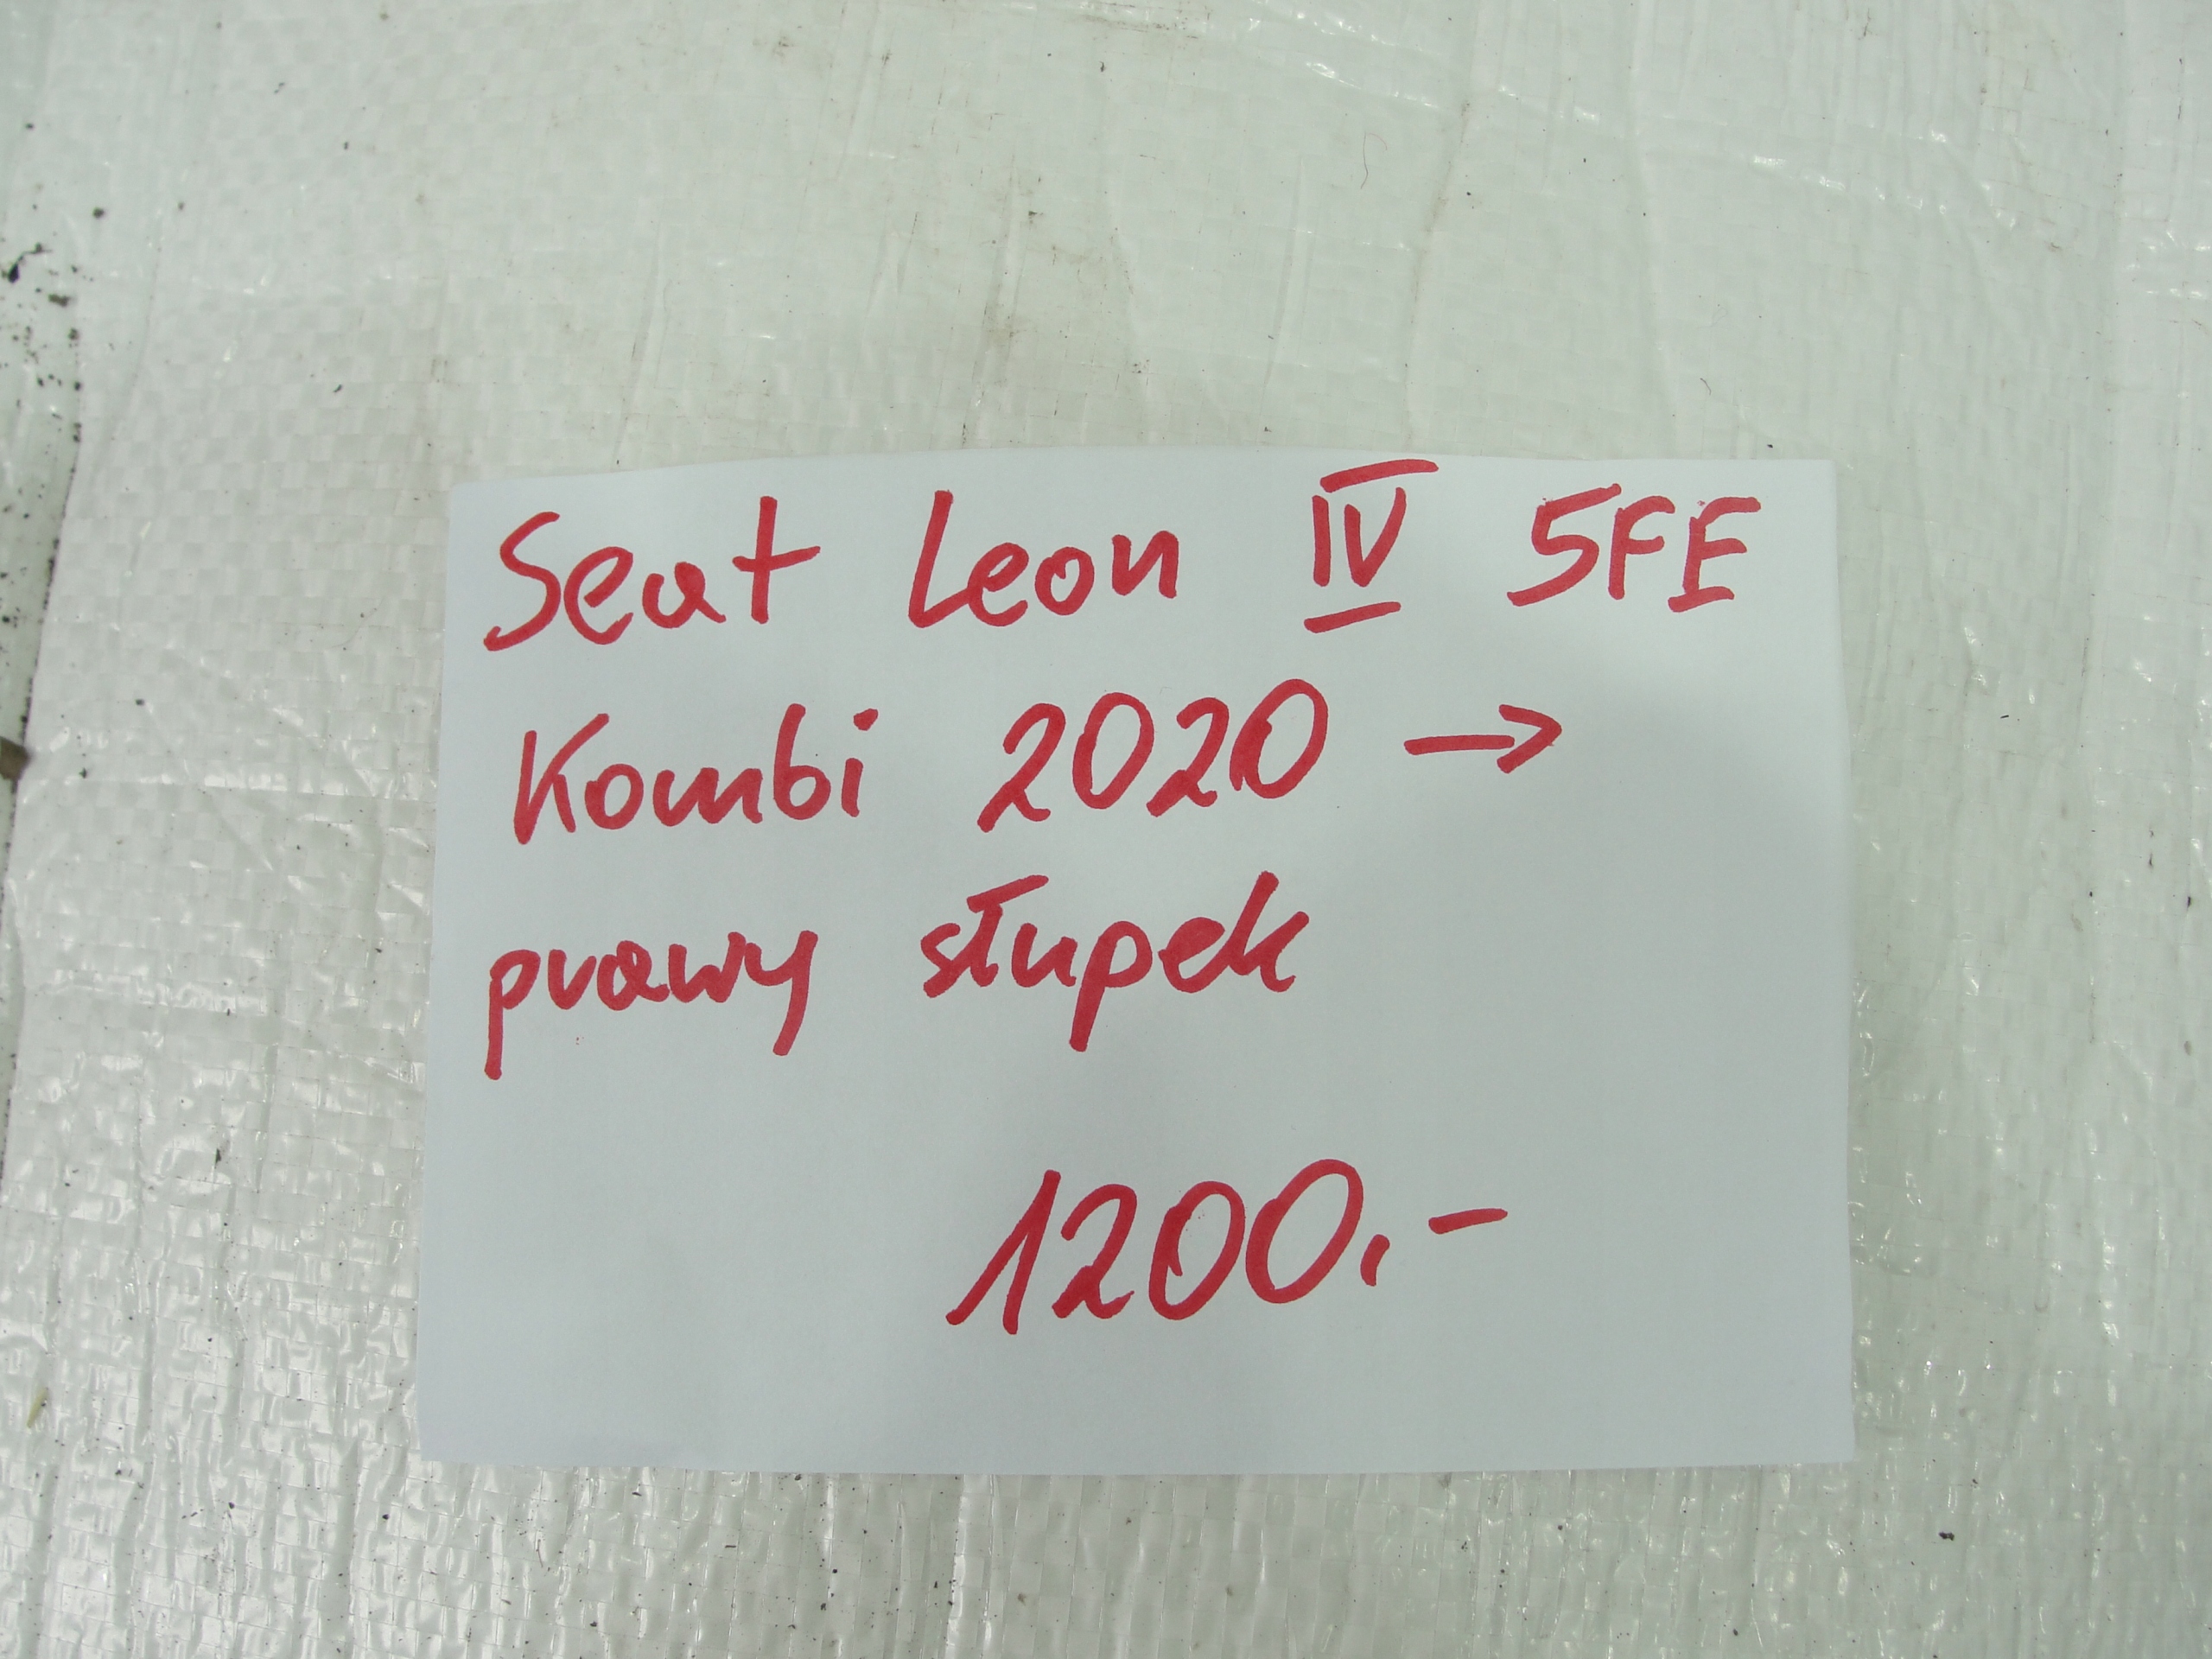 Seat Leon IV 5FE
Kombi 2020 →
prawy słupek
1200,-